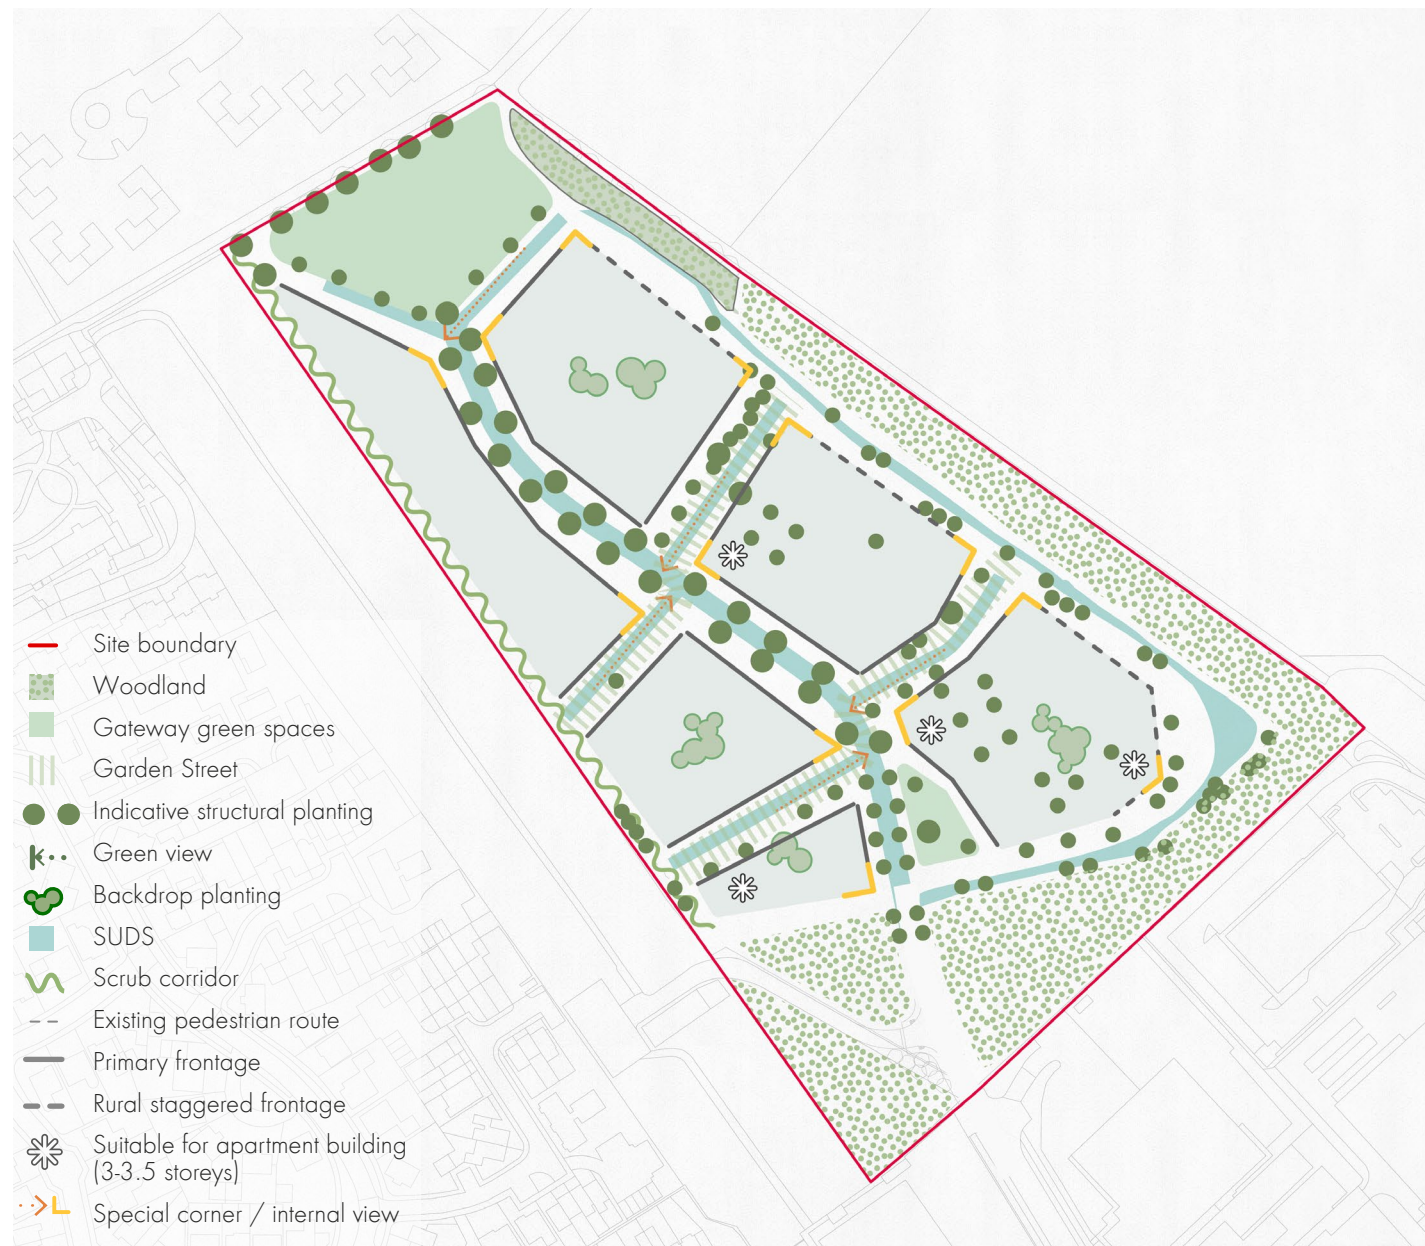 Site boundary
Woodland
Gateway green spaces
Garden Street
Indicative structural planting
Green view
Backdrop planting
SUDS
Scrub corridor
Existing pedestrian route
Primary frontage
Rural staggered frontage
Suitable for apartment building
(3-3.5 storeys)
Special corner / internal view